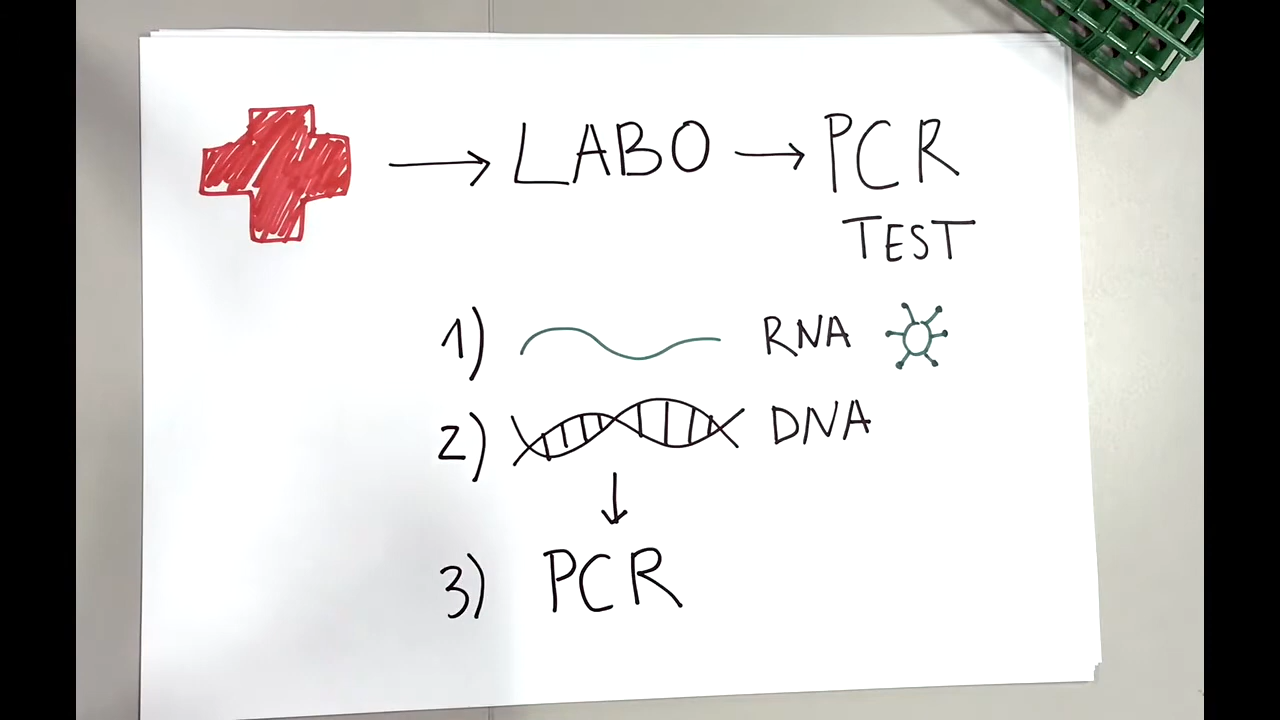 → LABO → PCR
TEST
1) RNA
2) DNA
↓
3) PCR